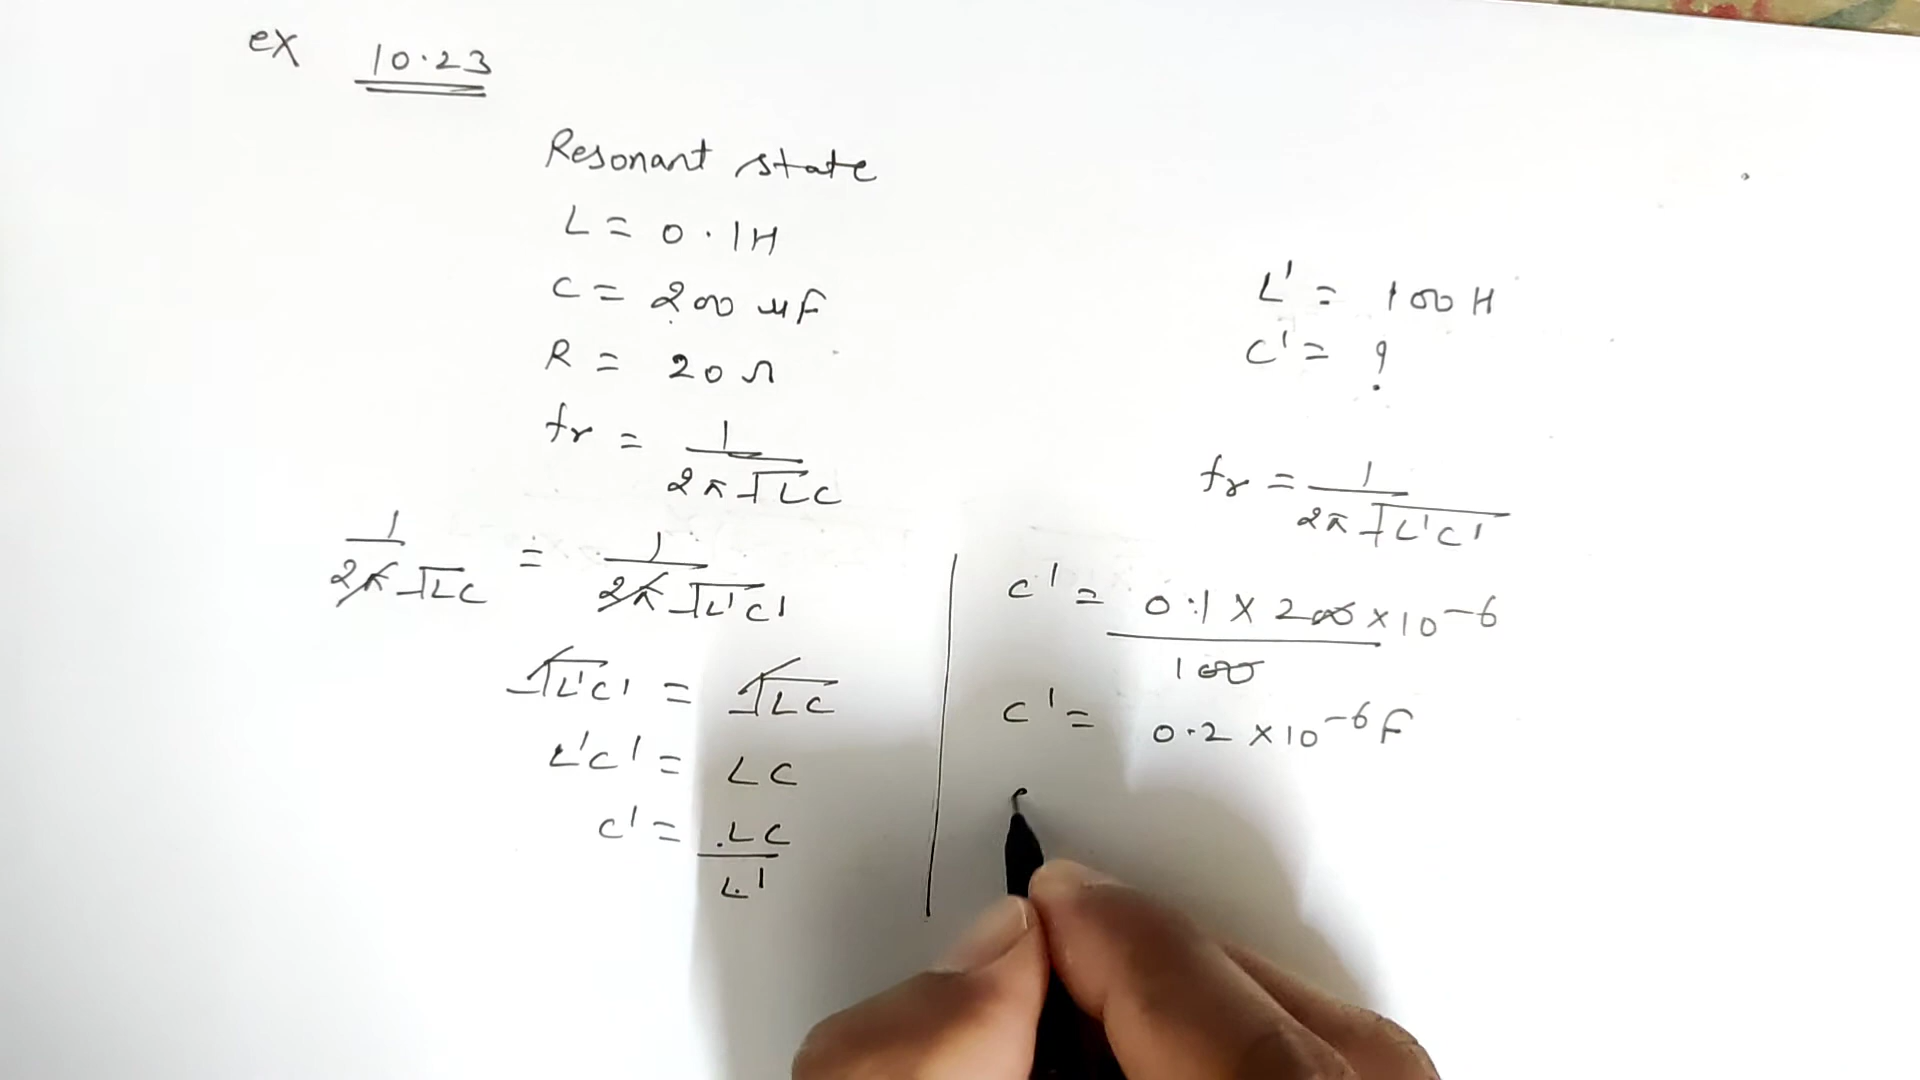 ex 10.23
Resonant state
L = 0.1H
C = 200 μF
R = 20 Ω
fr = 1 / 2π √LC
1 / 2π √LC = 1 / 2π √L'C'
√L'C' = √LC
L'C' = LC
C' = LC / L'
L' = 100 H
C' = ?
fr = 1 / 2π √L'C'
C' = 0.1 × 200 × 10⁻⁶ / 100
C' = 0.2 × 10⁻⁶ F